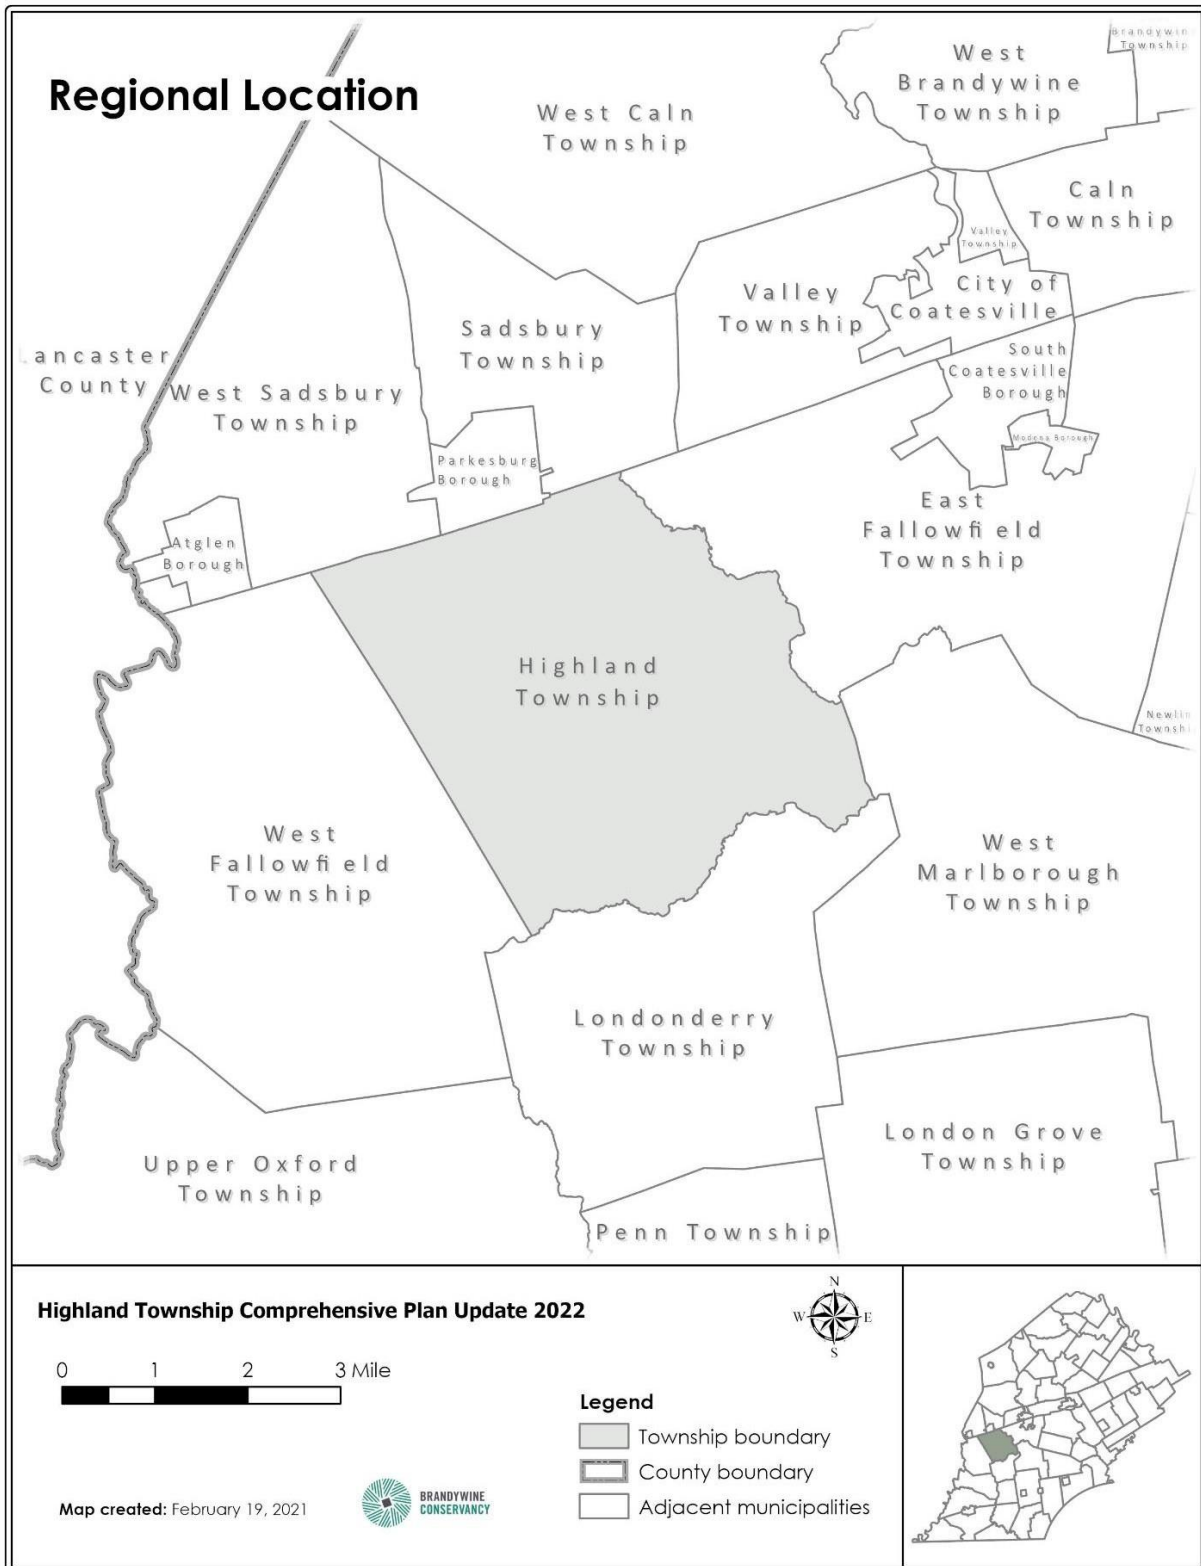 Regional Location
Brandywine
Township
West
Brandywine
Township
West Caln
Township
Caln
Township
Valley
Township
City of
Coatesville
Valley
Township
Sadsbury
Township
South
Coatesville
Borough
Lancaster
County
West Sadsbury
Township
Modena Borough
Parkesburg
Borough
East
Fallowfield
Township
Atglen
Borough
Highland
Township
Newlin
Township
West
Fallowfield
Township
West
Marlborough
Township
Londonderry
Township
London Grove
Township
Upper Oxford
Township
Penn Township
Highland Township Comprehensive Plan Update 2022
N
W E
S
0 1 2 3 Mile
Legend
Township boundary
County boundary
Adjacent municipalities
Map created: February 19, 2021
BRANDYWINE
CONSERVANCY